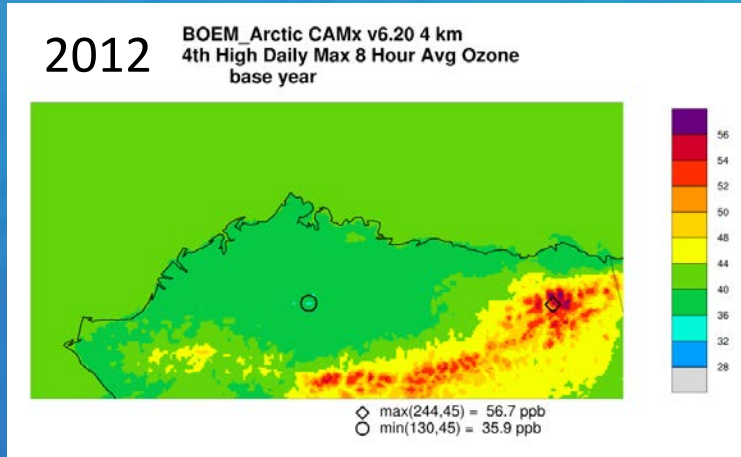 2012
BOEM_Arctic CAMx v6.20 4 km
4th High Daily Max 8 Hour Avg Ozone
base year
56
54
52
50
48
44
40
36
32
28
max(244,45) = 56.7 ppb
min(130,45) = 35.9 ppb